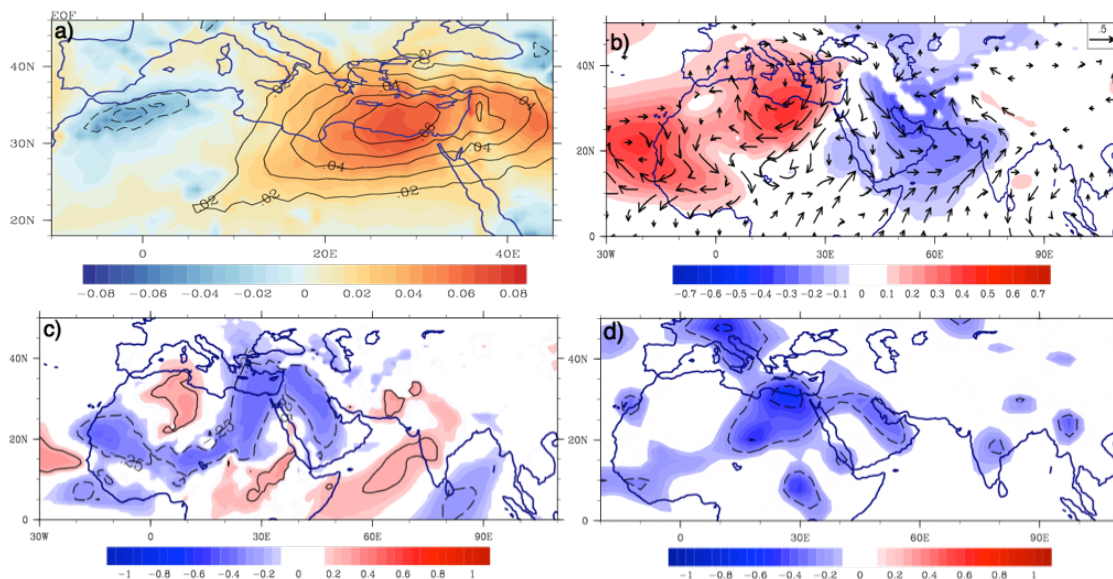 EOF
a)
40N
30N
20N
0
20E
40E
.02
.02
.04
.04
.06
.04
.02
.02
−0.08 −0.06 −0.04 −0.02 0 0.02 0.04 0.06 0.08
b)
.5
40N
30N
20N
10N
0
30W 0 30E 60E 90E
−0.7 −0.6 −0.5 −0.4 −0.3 −0.2 −0.1 0.1 0.2 0.3 0.4 0.5 0.6 0.7
c)
40N
20N
0
30W 0 30E 60E 90E
.25
−.25
−1 −0.8 −0.6 −0.4 −0.2 0.2 0.4 0.6 0.8 1
d)
40N
20N
0
0 30E 60E 90E
−1 −0.8 −0.6 −0.4 −0.2 0.2 0.4 0.6 0.8 1